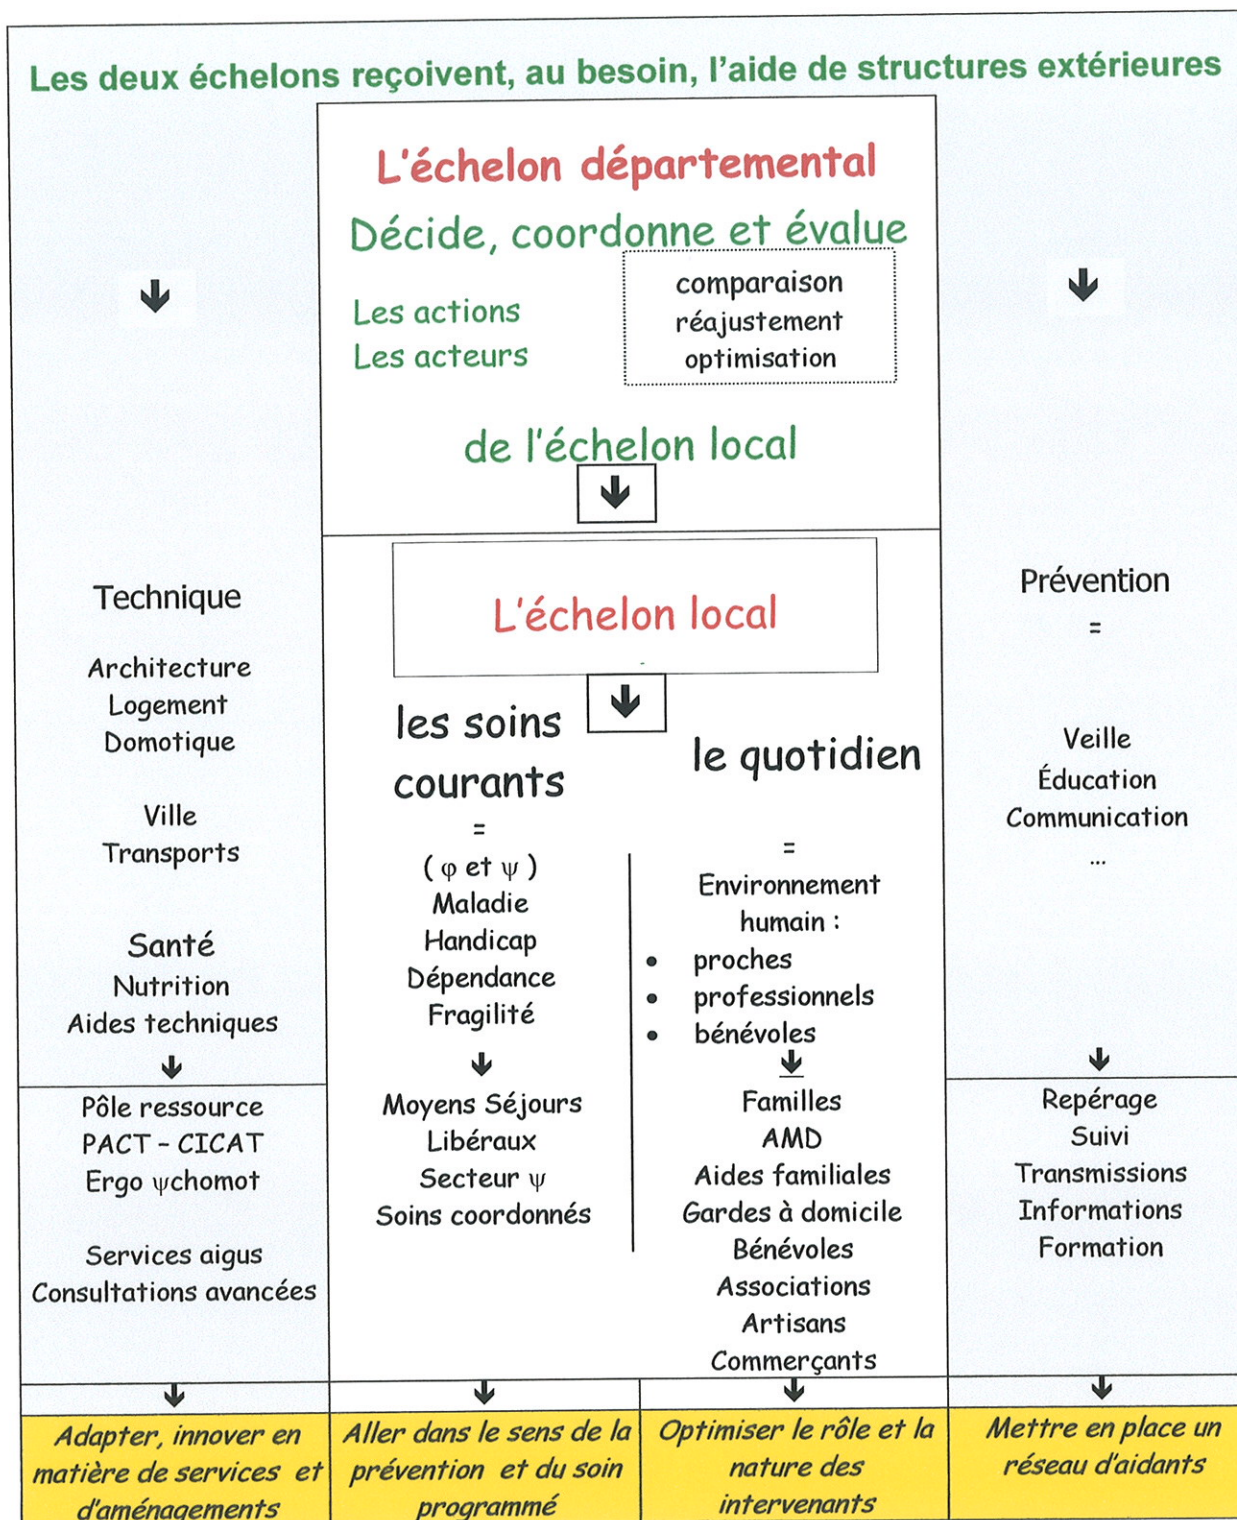 Les deux échelons reçoivent, au besoin, l'aide de structures extérieures
L'échelon départemental
Décide, coordonne et évalue
Les actions
Les acteurs
comparaison
réajustement
optimisation
de l'échelon local
L'échelon local
Technique
Architecture
Logement
Domotique
Ville
Transports
Santé
Nutrition
Aides techniques
Pôle ressource
PACT – CICAT
Ergo ψchomot
Services aigus
Consultations avancées
Adapter, innover en
matière de services et
d'aménagements
les soins
courants
=
( φ et ψ )
Maladie
Handicap
Dépendance
Fragilité
Moyens Séjours
Libéraux
Secteur ψ
Soins coordonnés
Aller dans le sens de la
prévention et du soin
programmé
le quotidien
=
Environnement
humain :
• proches
• professionnels
• bénévoles
Familles
AMD
Aides familiales
Gardes à domicile
Bénévoles
Associations
Artisans
Commerçants
Optimiser le rôle et la
nature des
intervenants
Prévention
=
Veille
Éducation
Communication
...
Repérage
Suivi
Transmissions
Informations
Formation
Mettre en place un
réseau d'aidants